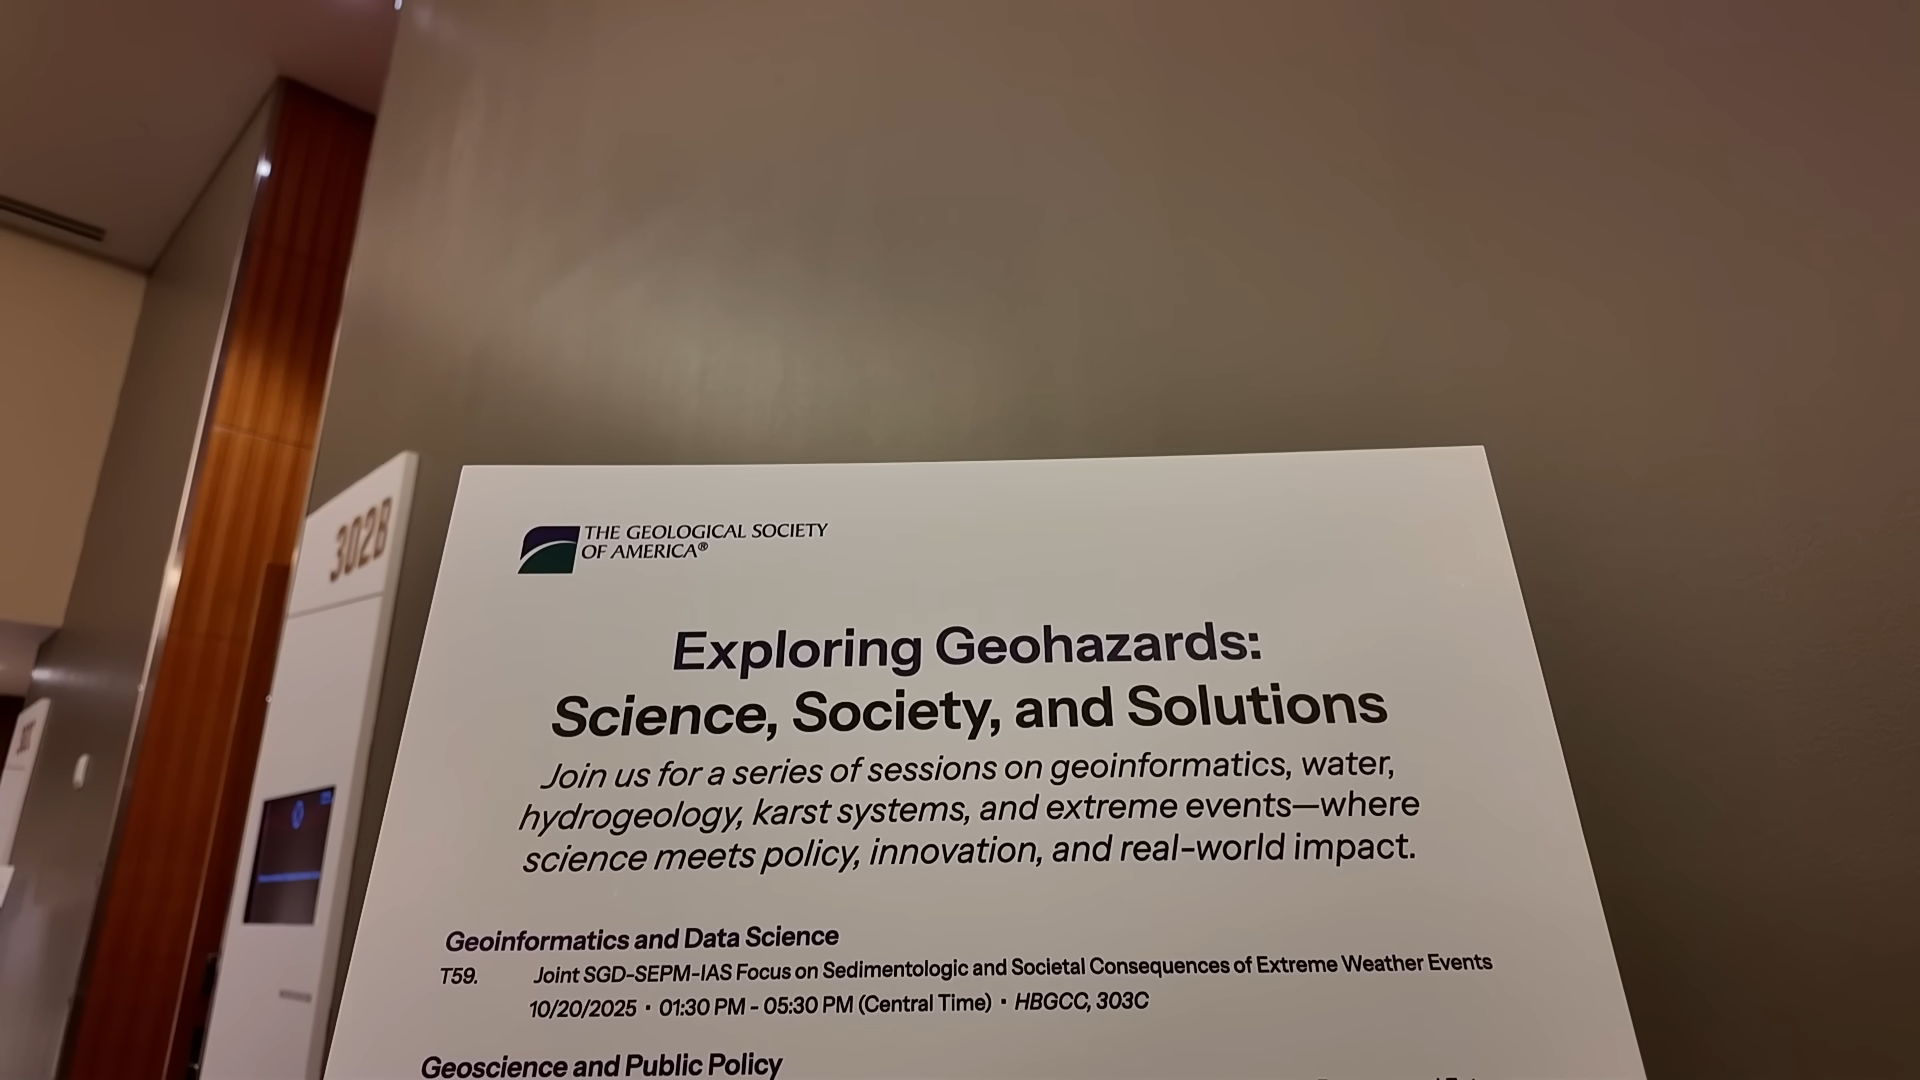 302B
THE GEOLOGICAL SOCIETY
OF AMERICA®
Exploring Geohazards:
Science, Society, and Solutions
Join us for a series of sessions on geoinformatics, water,
hydrogeology, karst systems, and extreme events—where
science meets policy, innovation, and real-world impact.
Geoinformatics and Data Science
T59. Joint SGD-SEPM-IAS Focus on Sedimentologic and Societal Consequences of Extreme Weather Events
10/20/2025 · 01:30 PM - 05:30 PM (Central Time) · HBGCC, 303C
Geoscience and Public Policy